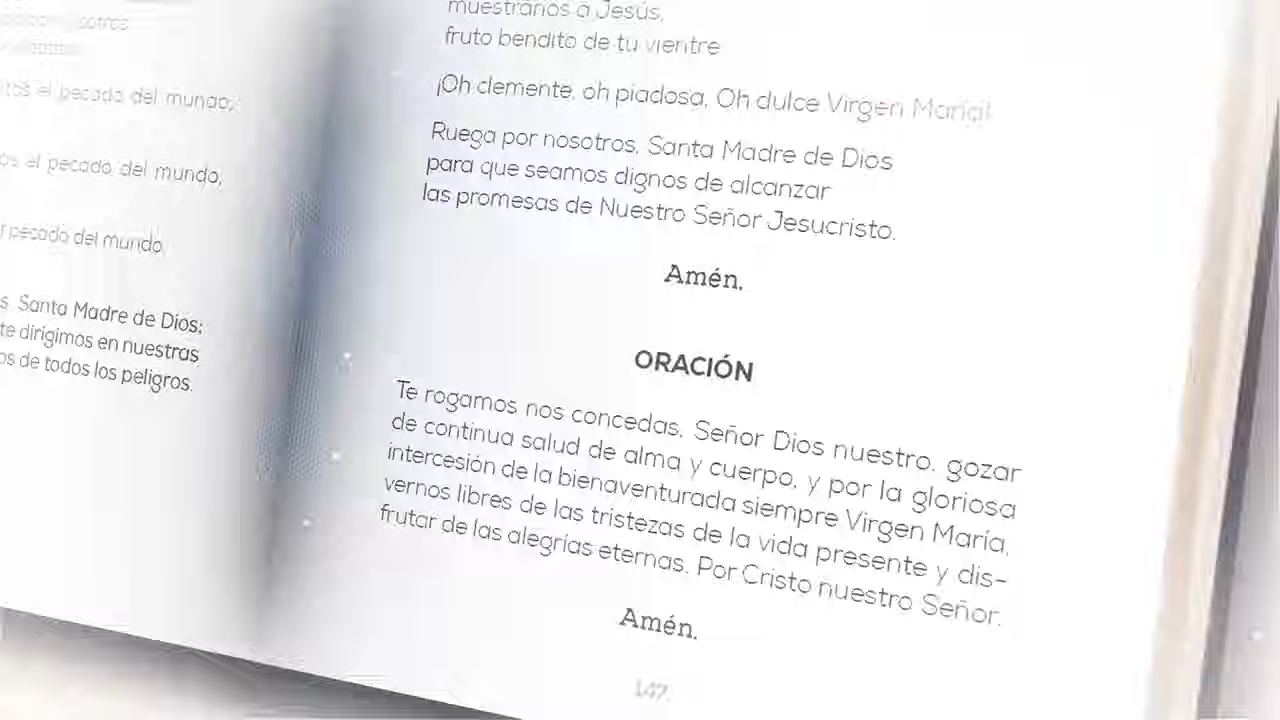 el pecado del mundo,
el pecado del mundo,
pecado del mundo.
Santa Madre de Dios;
te dirigimos en nuestras
de todos los peligros.
muéstranos a Jesús,
fruto bendito de tu vientre
¡Oh clemente, oh piadosa, Oh dulce Virgen María!
Ruega por nosotros, Santa Madre de Dios
para que seamos dignos de alcanzar
las promesas de Nuestro Señor Jesucristo.
Amén.
ORACIÓN
Te rogamos nos concedas, Señor Dios nuestro, gozar
de continua salud de alma y cuerpo, y por la gloriosa
intercesión de la bienaventurada siempre Virgen María,
vernos libres de las tristezas de la vida presente y dis-
frutar de las alegrías eternas. Por Cristo nuestro Señor.
Amén.
147